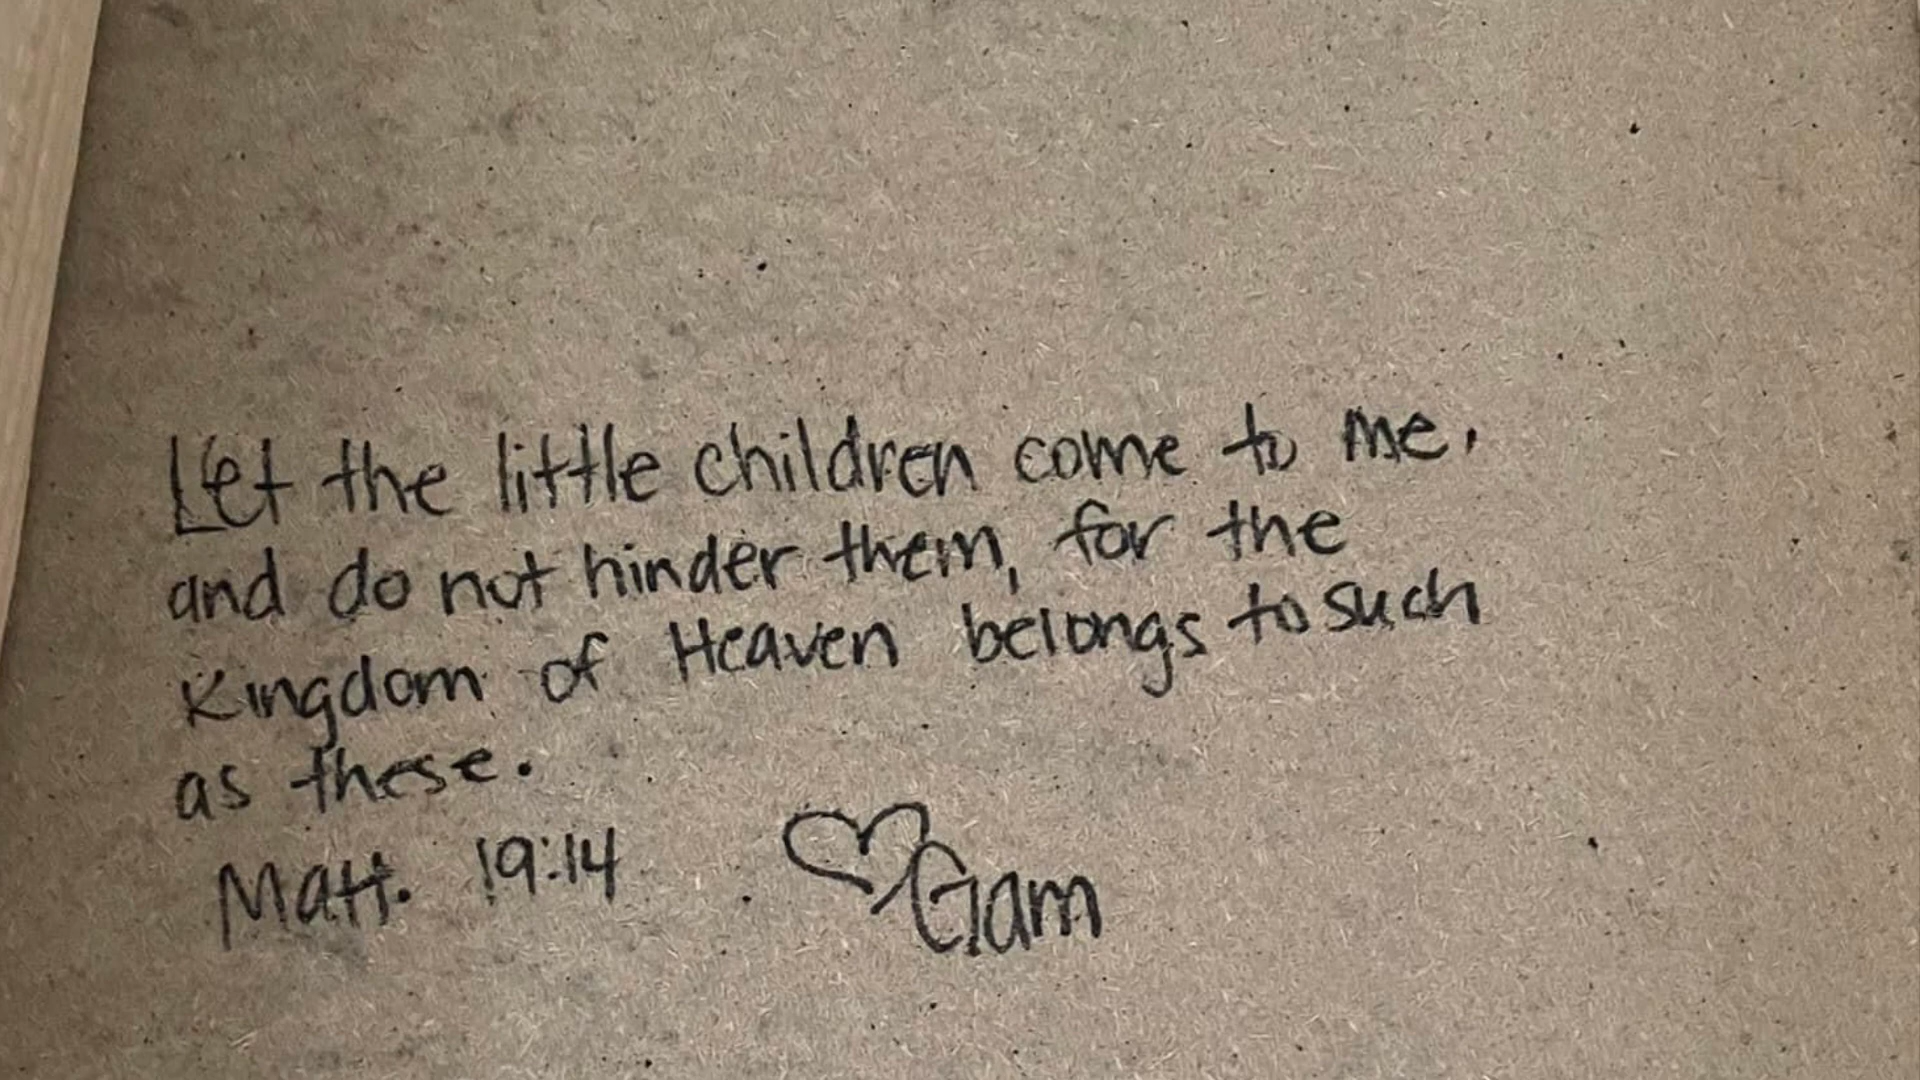 Let the little children come to me,
and do not hinder them, for the
Kingdom of Heaven belongs to such
as these.
Matt. 19:14 ♡Gam